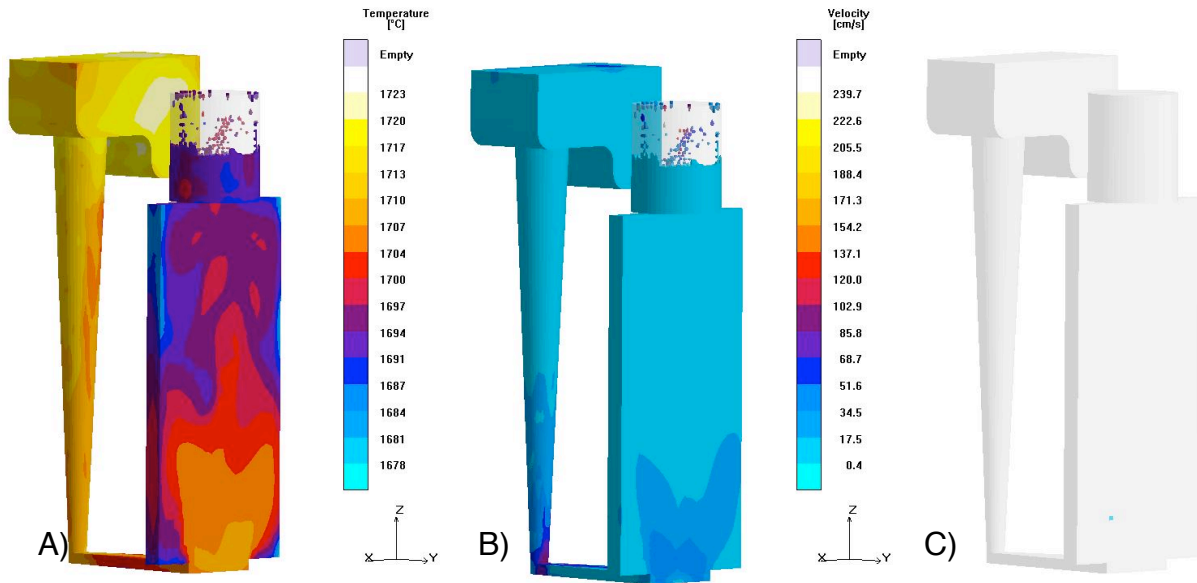 Temperature
[°C]
Empty
1723
1720
1717
1713
1710
1707
1704
1700
1697
1694
1691
1687
1684
1681
1678
Z
X
Y
A)
Velocity
[cm/s]
Empty
239.7
222.6
205.5
188.4
171.3
154.2
137.1
120.0
102.9
85.8
68.7
51.6
34.5
17.5
0.4
Z
X
Y
B)
C)